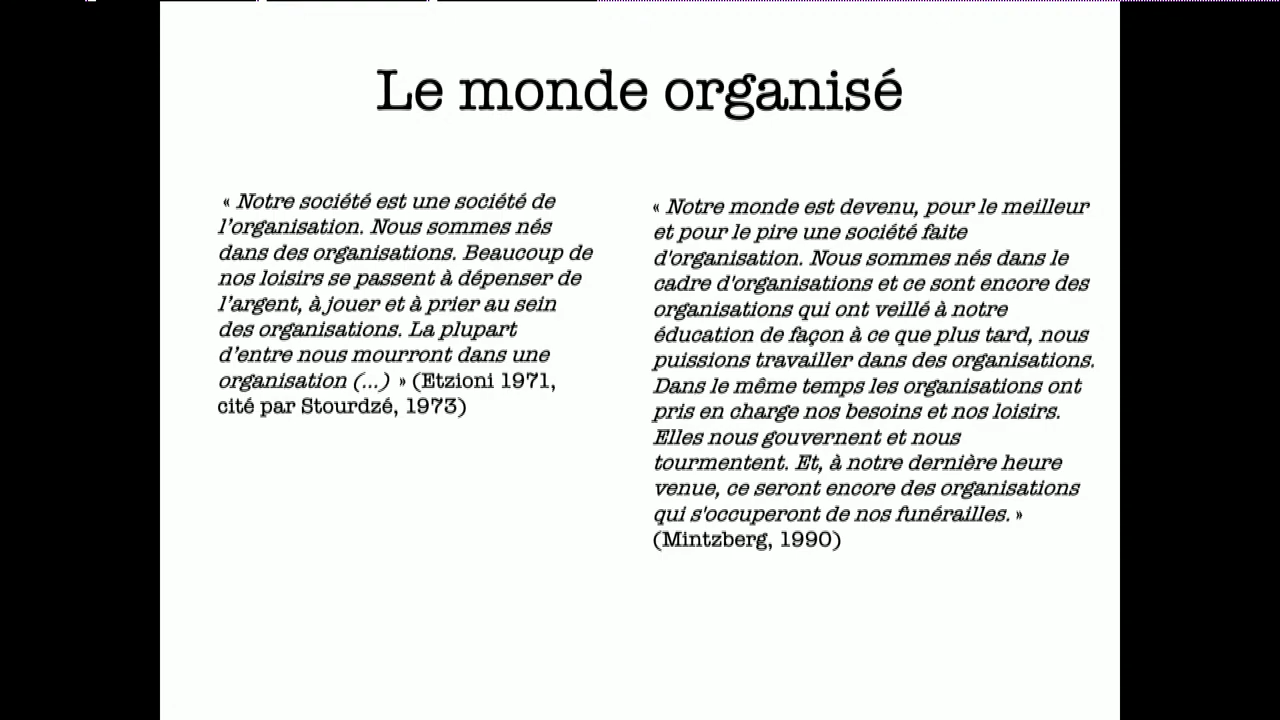 Le monde organisé
« Notre société est une société de
l’organisation. Nous sommes nés
dans des organisations. Beaucoup de
nos loisirs se passent à dépenser de
l’argent, à jouer et à prier au sein
des organisations. La plupart
d’entre nous mourront dans une
organisation (...) » (Etzioni 1971,
cité par Stourdzé, 1973)
« Notre monde est devenu, pour le meilleur
et pour le pire une société faite
d'organisation. Nous sommes nés dans le
cadre d'organisations et ce sont encore des
organisations qui ont veillé à notre
éducation de façon à ce que plus tard, nous
puissions travailler dans des organisations.
Dans le même temps les organisations ont
pris en charge nos besoins et nos loisirs.
Elles nous gouvernent et nous
tourmentent. Et, à notre dernière heure
venue, ce seront encore des organisations
qui s'occuperont de nos funérailles. »
(Mintzberg, 1990)